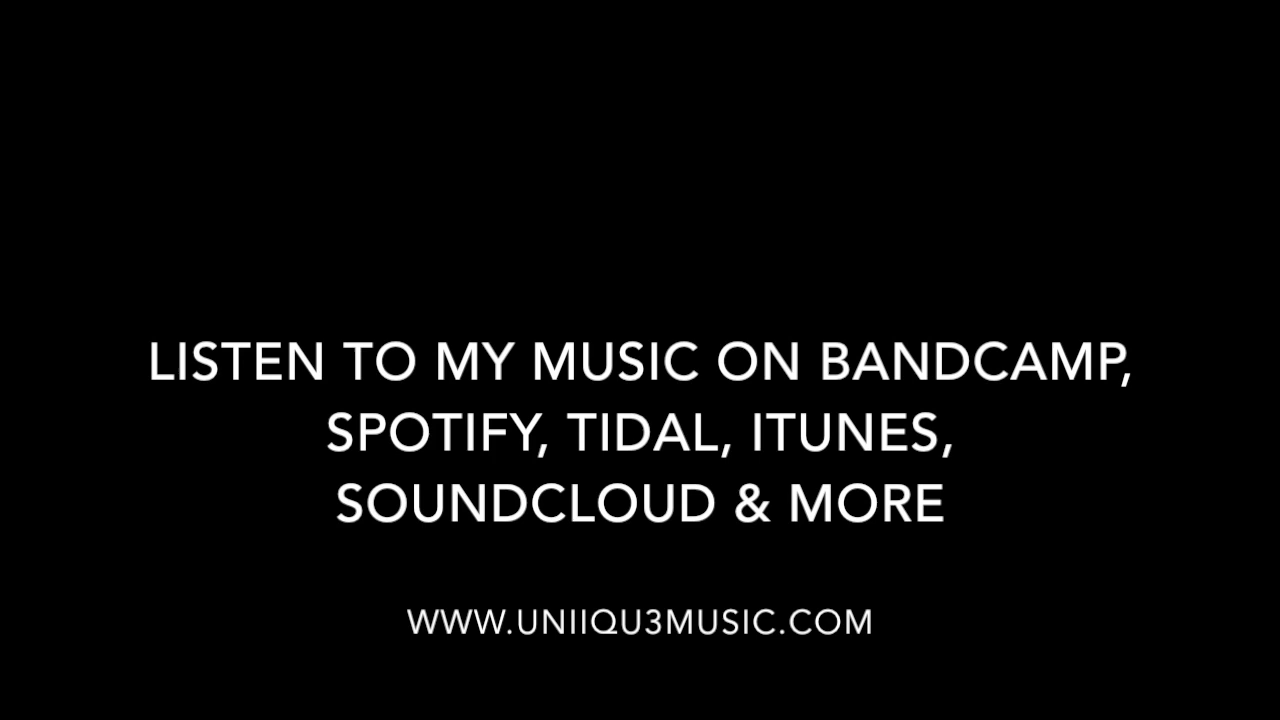 LISTEN TO MY MUSIC ON BANDCAMP,
SPOTIFY, TIDAL, ITUNES,
SOUNDCLOUD & MORE
WWW.UNIIQU3MUSIC.COM